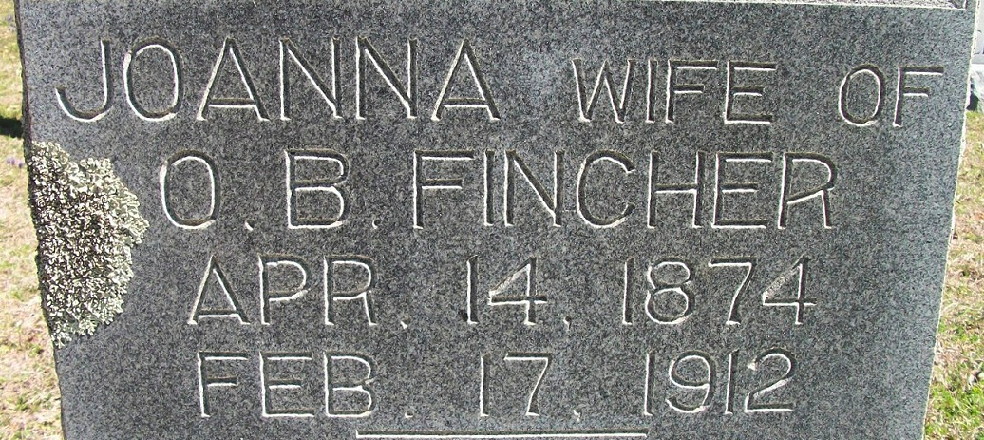 JOANNA WIFE OF
O. B. FINCHER
APR. 14, 1874
FEB. 17, 1912